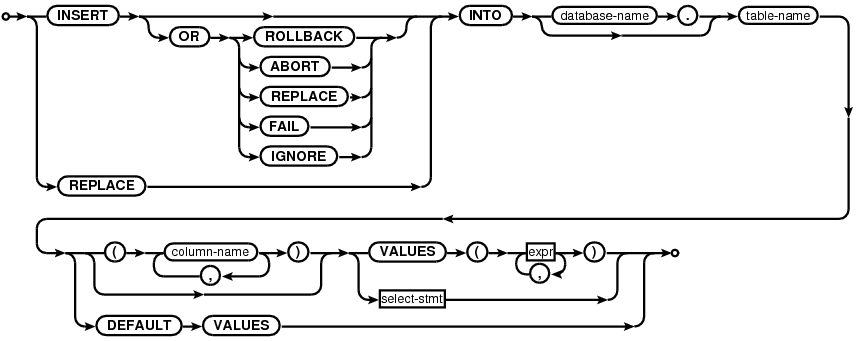 INSERT INTO database-name . table-name
OR ROLLBACK
ABORT
REPLACE
FAIL
IGNORE
REPLACE
( column-name ) VALUES ( expr )
, ,
select-stmt
DEFAULT VALUES